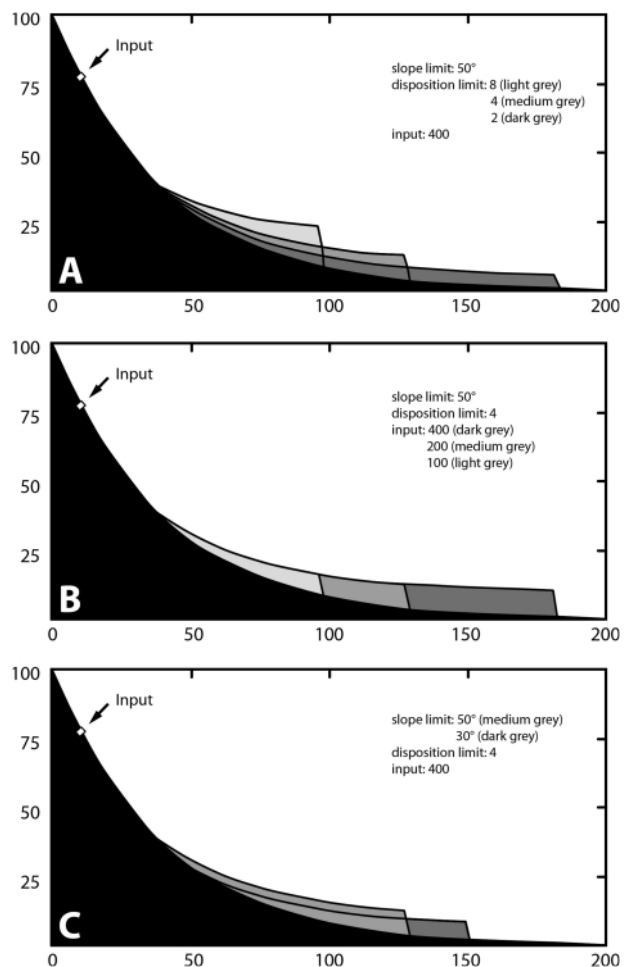 100
Input
slope limit: 50°
75
disposition limit: 8 (light grey)
4 (medium grey)
2 (dark grey)
input: 400
50
25
A
0 50 100 150 200
100
Input
slope limit: 50°
75
disposition limit: 4
input: 400 (dark grey)
200 (medium grey)
100 (light grey)
50
25
B
0 50 100 150 200
100
Input
slope limit: 50° (medium grey)
30° (dark grey)
75
disposition limit: 4
input: 400
50
25
C
0 50 100 150 200